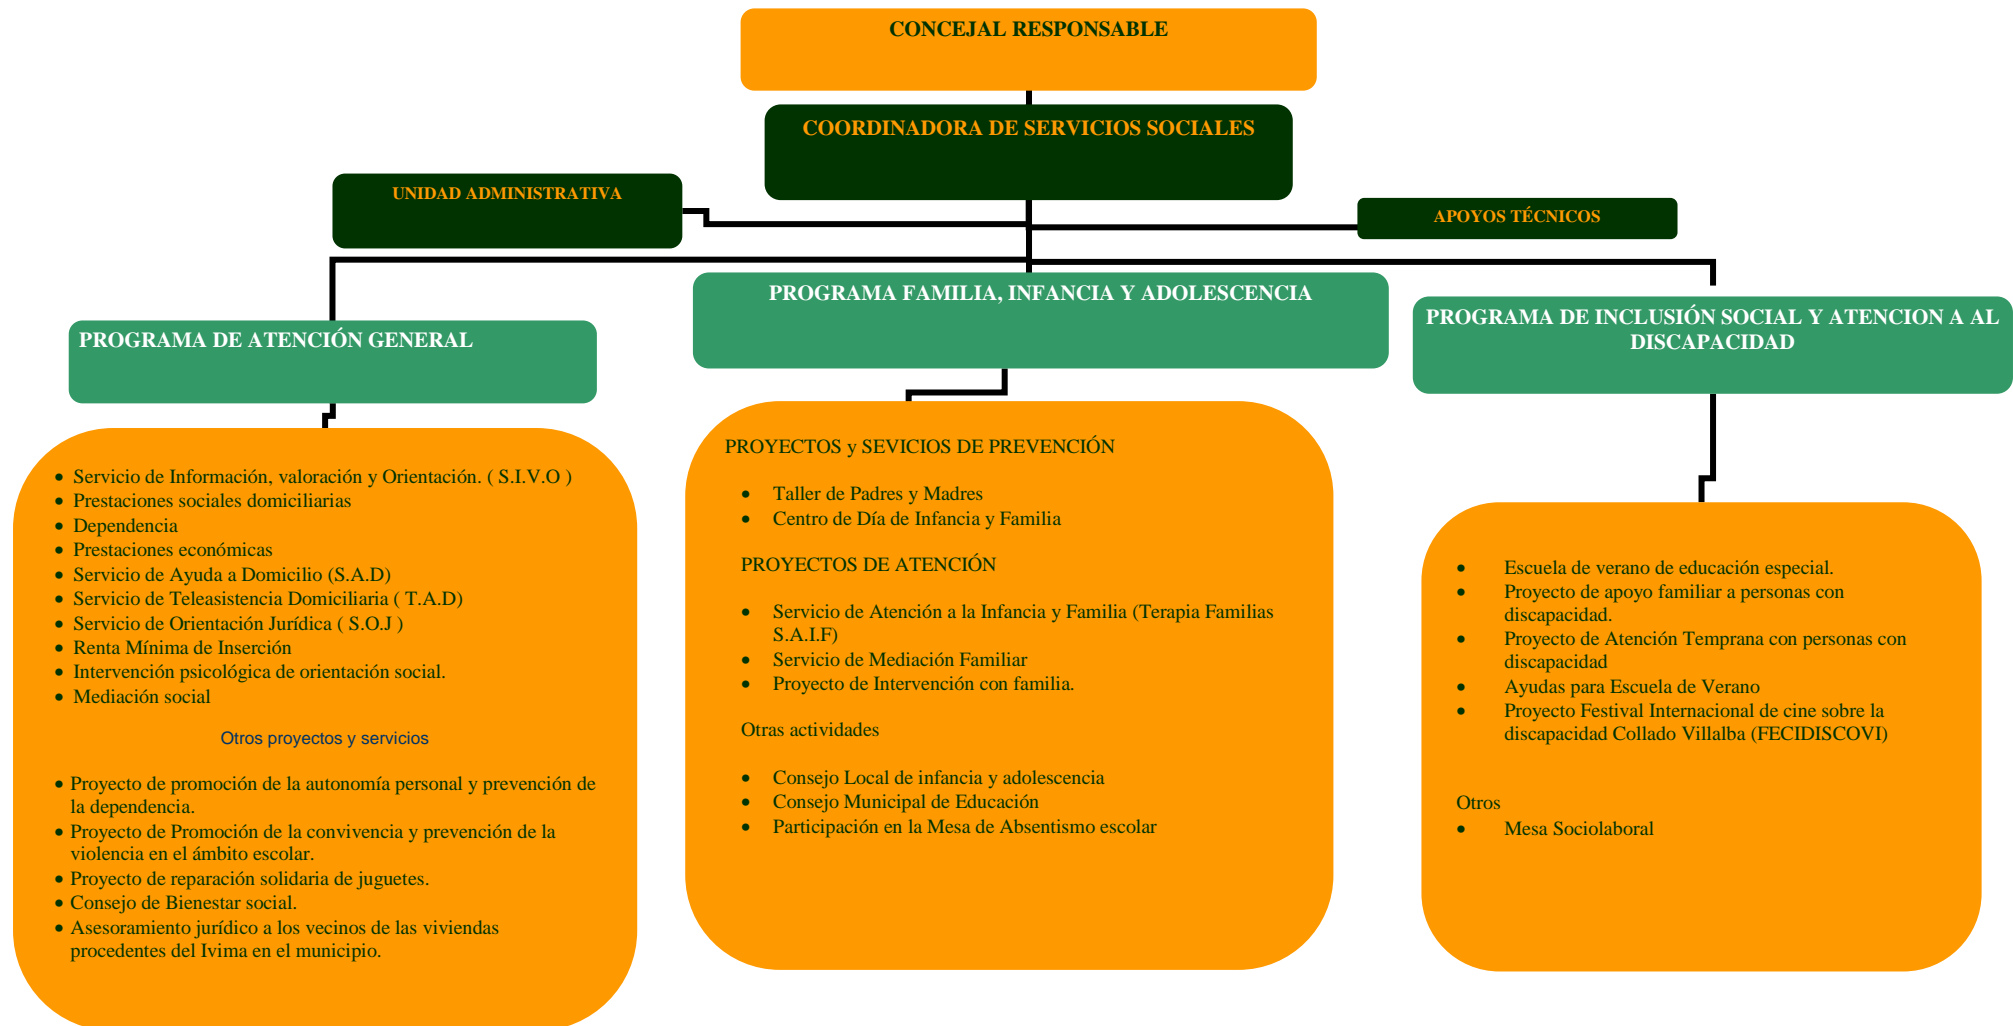 CONCEJAL RESPONSABLE
COORDINADORA DE SERVICIOS SOCIALES
UNIDAD ADMINISTRATIVA
APOYOS TÉCNICOS
PROGRAMA DE ATENCIÓN GENERAL
PROGRAMA FAMILIA, INFANCIA Y ADOLESCENCIA
PROGRAMA DE INCLUSIÓN SOCIAL Y ATENCION A AL
DISCAPACIDAD
• Servicio de Información, valoración y Orientación. ( S.I.V.O )
• Prestaciones sociales domiciliarias
• Dependencia
• Prestaciones económicas
• Servicio de Ayuda a Domicilio (S.A.D)
• Servicio de Teleasistencia Domiciliaria ( T.A.D)
• Servicio de Orientación Jurídica ( S.O.J )
• Renta Mínima de Inserción
• Intervención psicológica de orientación social.
• Mediación social
Otros proyectos y servicios
• Proyecto de promoción de la autonomía personal y prevención de
la dependencia.
• Proyecto de Promoción de la convivencia y prevención de la
violencia en el ámbito escolar.
• Proyecto de reparación solidaria de juguetes.
• Consejo de Bienestar social.
• Asesoramiento jurídico a los vecinos de las viviendas
procedentes del Ivima en el municipio.
PROYECTOS y SEVICIOS DE PREVENCIÓN
• Taller de Padres y Madres
• Centro de Día de Infancia y Familia
PROYECTOS DE ATENCIÓN
• Servicio de Atención a la Infancia y Familia (Terapia Familias
S.A.I.F)
• Servicio de Mediación Familiar
• Proyecto de Intervención con familia.
Otras actividades
• Consejo Local de infancia y adolescencia
• Consejo Municipal de Educación
• Participación en la Mesa de Absentismo escolar
• Escuela de verano de educación especial.
• Proyecto de apoyo familiar a personas con
discapacidad.
• Proyecto de Atención Temprana con personas con
discapacidad
• Ayudas para Escuela de Verano
• Proyecto Festival Internacional de cine sobre la
discapacidad Collado Villalba (FECIDISCOVI)
Otros
• Mesa Sociolaboral